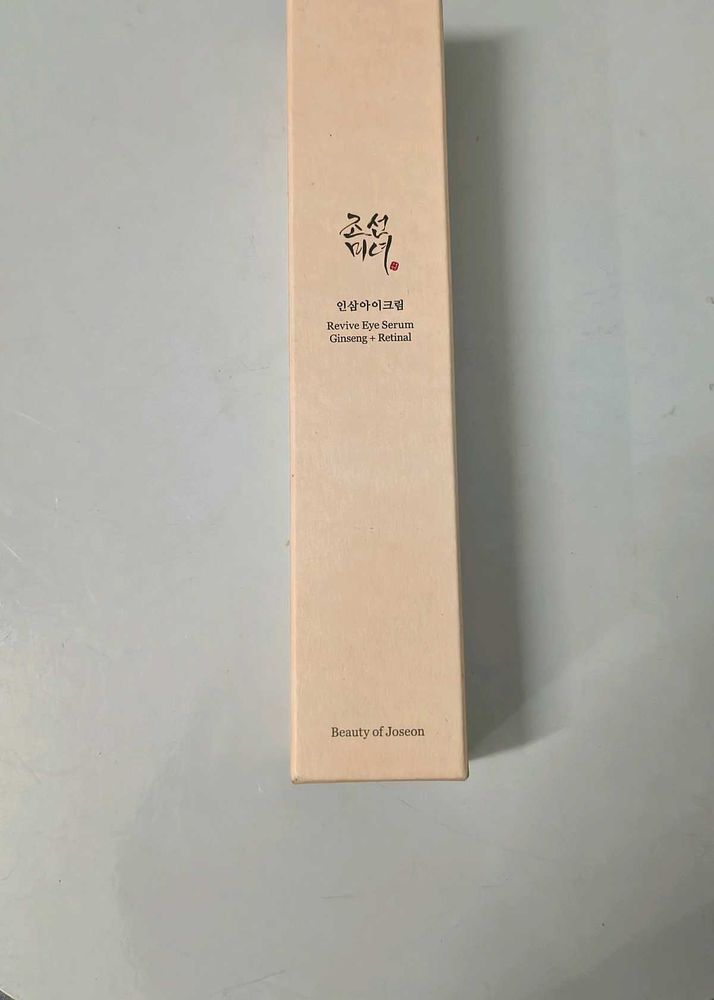 조선
미녀
인삼아이크림
Revive Eye Serum
Ginseng + Retinal
Beauty of Joseon